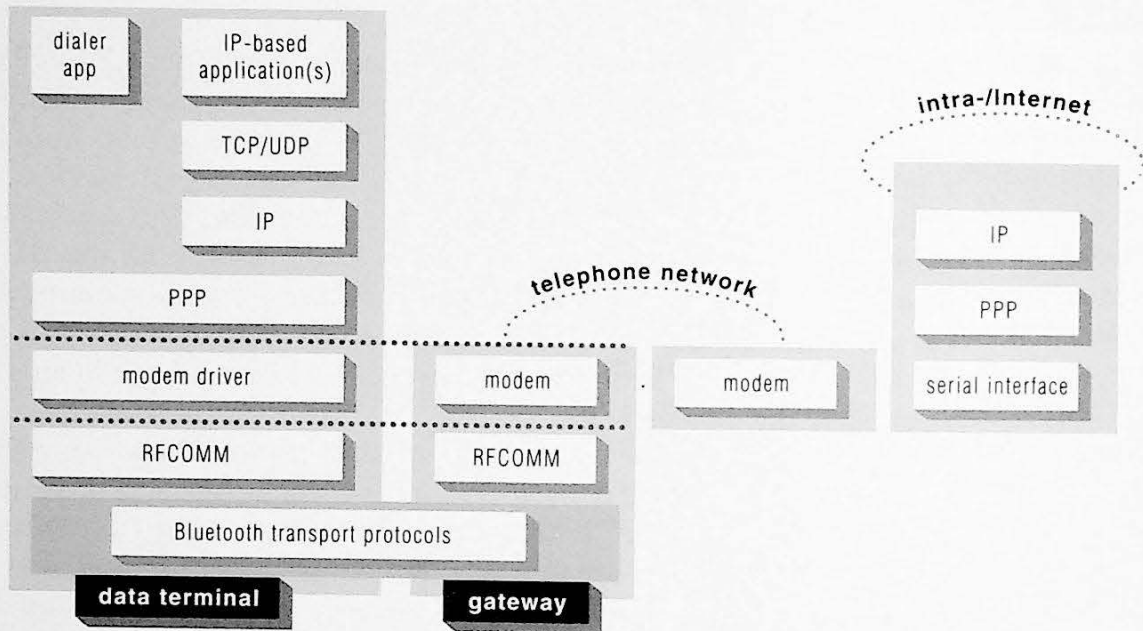 dialer
app
IP-based
application(s)
TCP/UDP
IP
PPP
modem driver
RFCOMM
Bluetooth transport protocols
data terminal
telephone network
modem
RFCOMM
gateway
modem
intra-/Internet
IP
PPP
serial interface